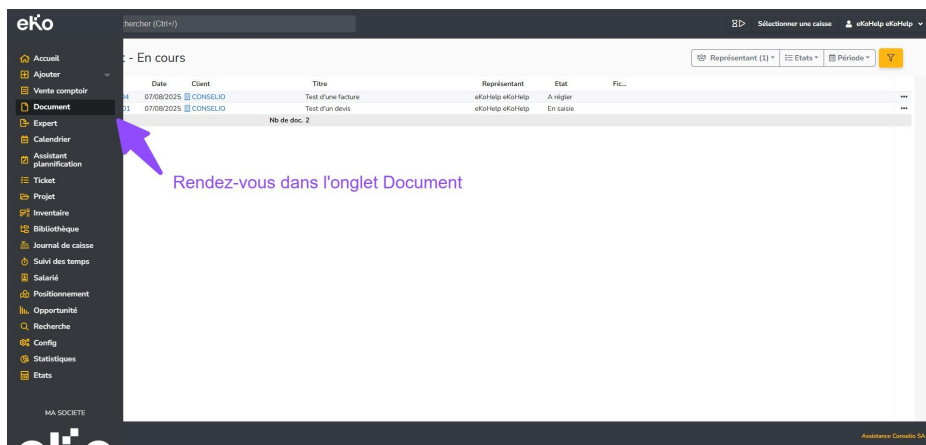 eKo
chercher (Ctrl+/)
Sélectionner une caisse
eKoHelp eKoHelp
Accueil
Ajouter
Vente comptoir
Document
Expert
Calendrier
Assistant
plannification
Ticket
Projet
Inventaire
Bibliothèque
Journal de caisse
Suivi des temps
Salarié
Positionnement
Opportunité
Recherche
Config
Statistiques
Etats
MA SOCIETE
t - En cours
Représentant (1)
Etats
Période
Date Client Titre Représentant Etat Fic...
04 07/08/2025 CONSELIO Test d'une facture eKoHelp eKoHelp A régler
01 07/08/2025 CONSELIO Test d'un devis eKoHelp eKoHelp En saisie
Nb de doc. 2
Rendez-vous dans l'onglet Document
Assistance Conselio SA